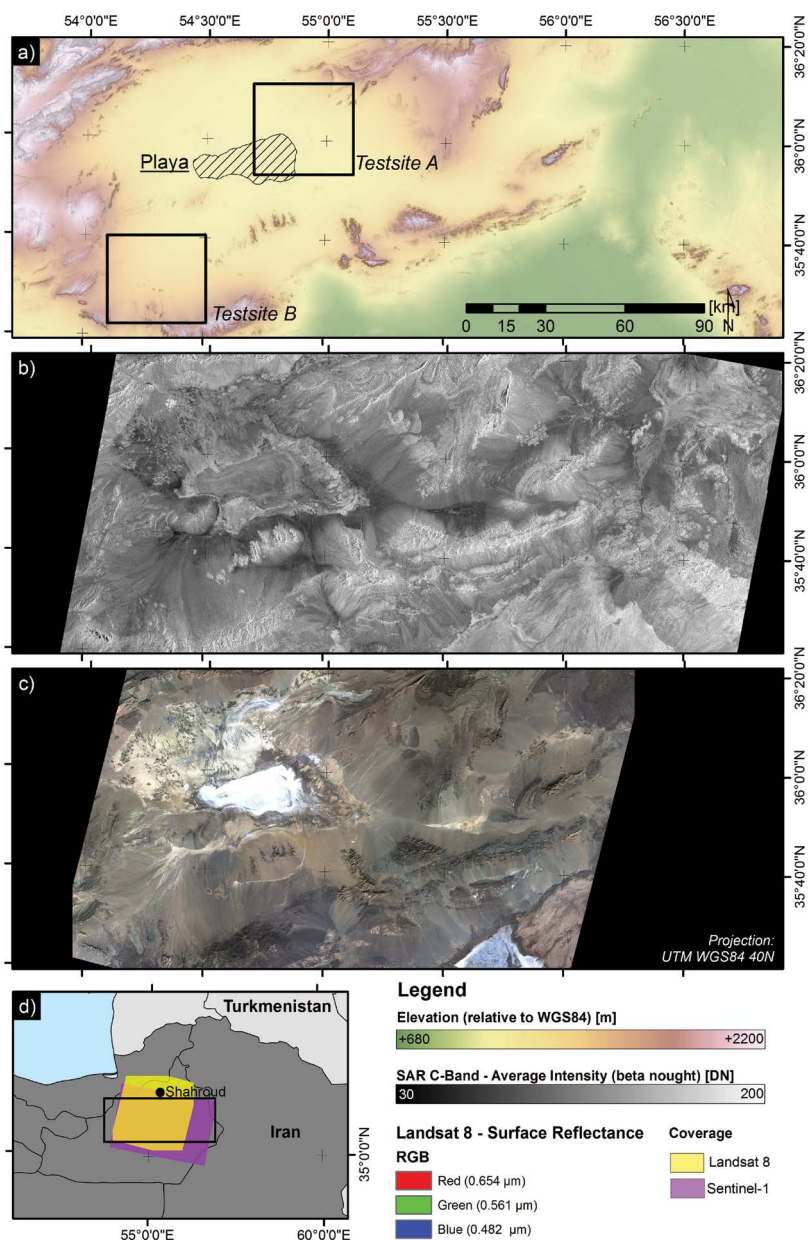 54°0'0"E 54°30'0"E 55°0'0"E 55°30'0"E 56°0'0"E 56°30'0"E
a)
36°20'0"N
36°0'0"N
35°40'0"N
Playa
Testsite A
Testsite B
[km]
0 15 30 60 90 N
b)
36°20'0"N
36°0'0"N
35°40'0"N
c)
36°20'0"N
36°0'0"N
35°40'0"N
Projection:
UTM WGS84 40N
d)
Turkmenistan
Shahroud
Iran
35°0'0"N
55°0'0"E 60°0'0"E
Legend
Elevation (relative to WGS84) [m]
+680 +2200
SAR C-Band - Average Intensity (beta nought) [DN]
30 200
Landsat 8 - Surface Reflectance
RGB
Red (0.654 µm)
Green (0.561 µm)
Blue (0.482 µm)
Coverage
Landsat 8
Sentinel-1